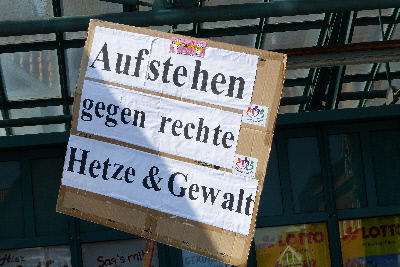 Aufstehen
gegen rechte
Hetze & Gewalt
LOTTO
LOTTO